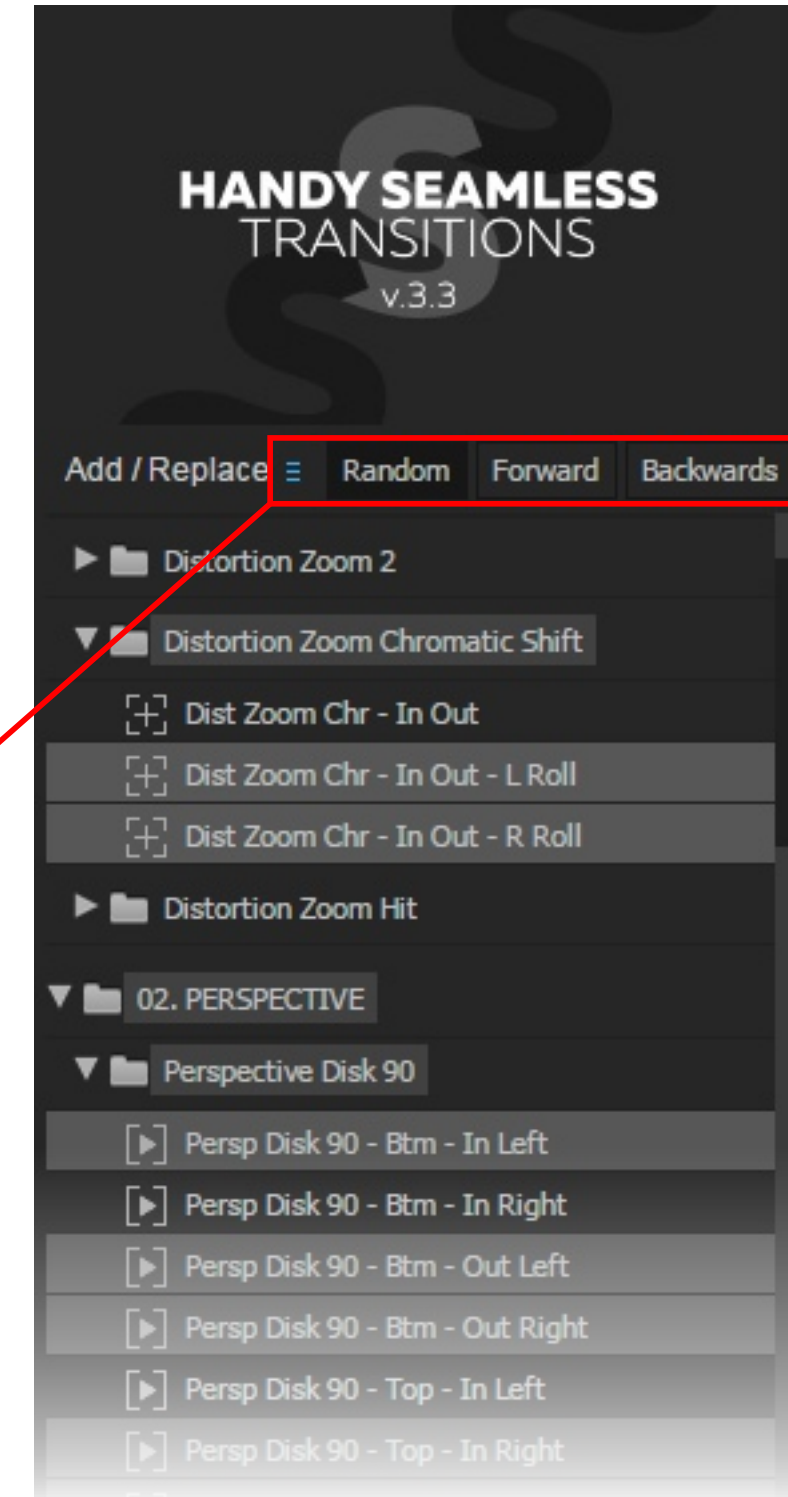 HANDY SEAMLESS
TRANSITIONS
v.3.3
Add / Replace Random Forward Backwards
Distortion Zoom 2
Distortion Zoom Chromatic Shift
Dist Zoom Chr - In Out
Dist Zoom Chr - In Out - L Roll
Dist Zoom Chr - In Out - R Roll
Distortion Zoom Hit
02. PERSPECTIVE
Perspective Disk 90
Persp Disk 90 - Btm - In Left
Persp Disk 90 - Btm - In Right
Persp Disk 90 - Btm - Out Left
Persp Disk 90 - Btm - Out Right
Persp Disk 90 - Top - In Left
Persp Disk 90 - Top - In Right